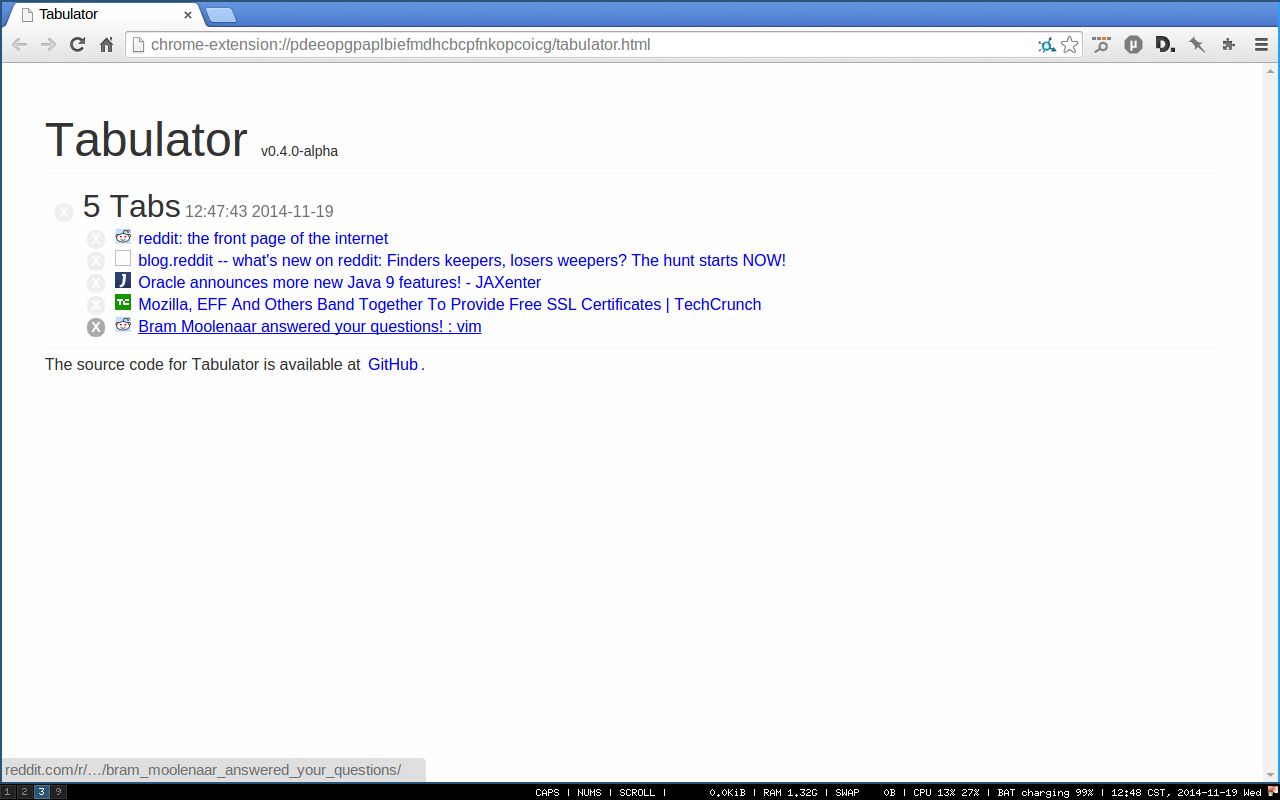 Tabulator
chrome-extension://pdeeopgpaplbiefmdhcbcpfnkopcoicg/tabulator.html
Tabulator v0.4.0-alpha
X 5 Tabs 12:47:43 2014-11-19
X reddit: the front page of the internet
X blog.reddit -- what's new on reddit: Finders keepers, losers weepers? The hunt starts NOW!
X J Oracle announces more new Java 9 features! - JAXenter
X TC Mozilla, EFF And Others Band Together To Provide Free SSL Certificates | TechCrunch
X Bram Moolenaar answered your questions! : vim
The source code for Tabulator is available at GitHub .
reddit.com/r/…/bram_moolenaar_answered_your_questions/
1 2 3 9 CAPS | NUMS | SCROLL | 0.0KiB | RAM 1.32G | SWAP 0B | CPU 13% 27% | BAT charging 99% | 12:48 CST, 2014-11-19 Wed